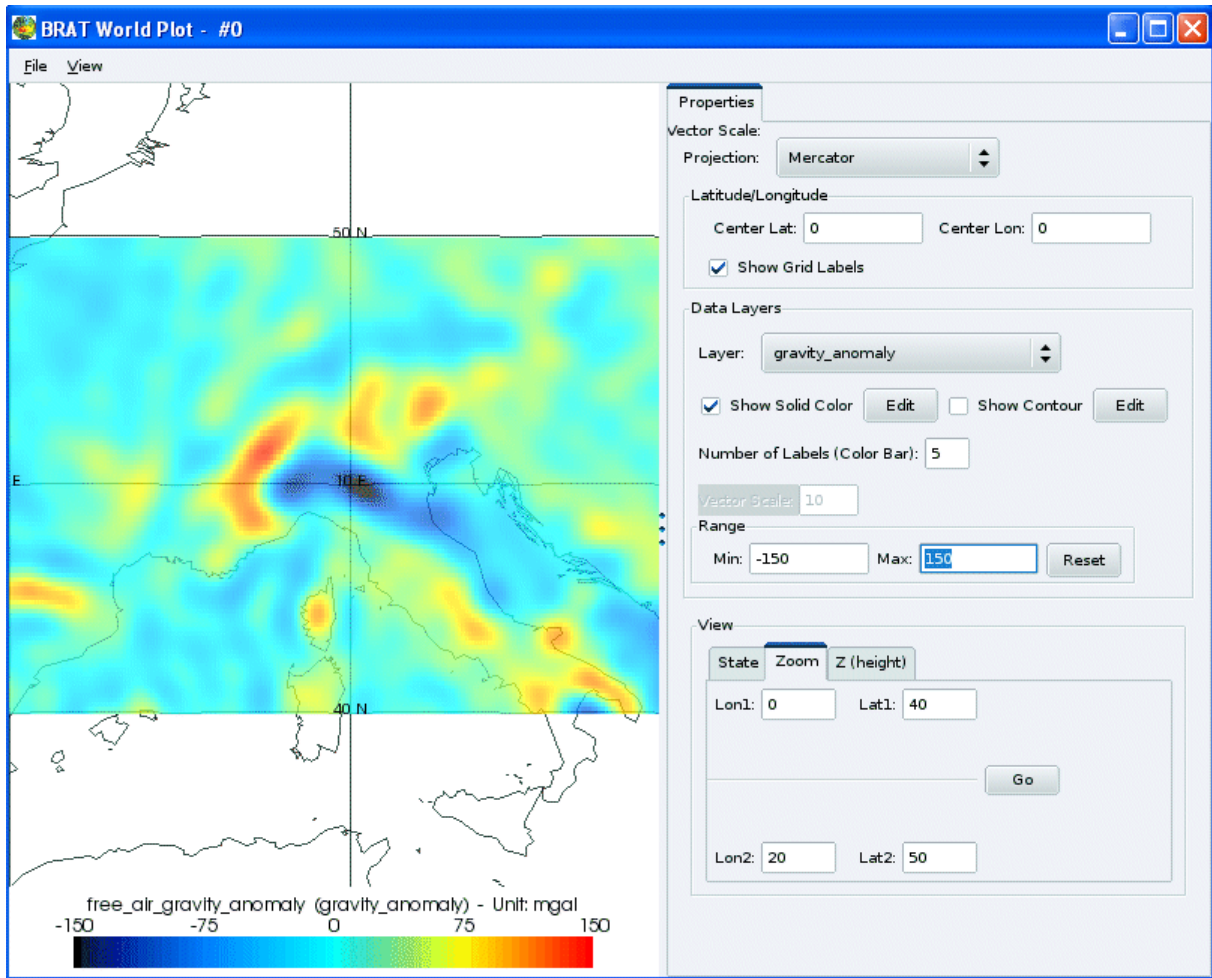 BRAT World Plot - #0
File View
50 N
E
10 E
40 N
free_air_gravity_anomaly (gravity_anomaly) - Unit: mgal
-150 -75 0 75 150
Properties
Vector Scale:
Projection: Mercator
Latitude/Longitude
Center Lat: 0 Center Lon: 0
Show Grid Labels
Data Layers
Layer: gravity_anomaly
Show Solid Color Edit Show Contour Edit
Number of Labels (Color Bar): 5
Vector Scale: 10
Range
Min: -150 Max: 150 Reset
View
State Zoom Z (height)
Lon1: 0 Lat1: 40
Go
Lon2: 20 Lat2: 50